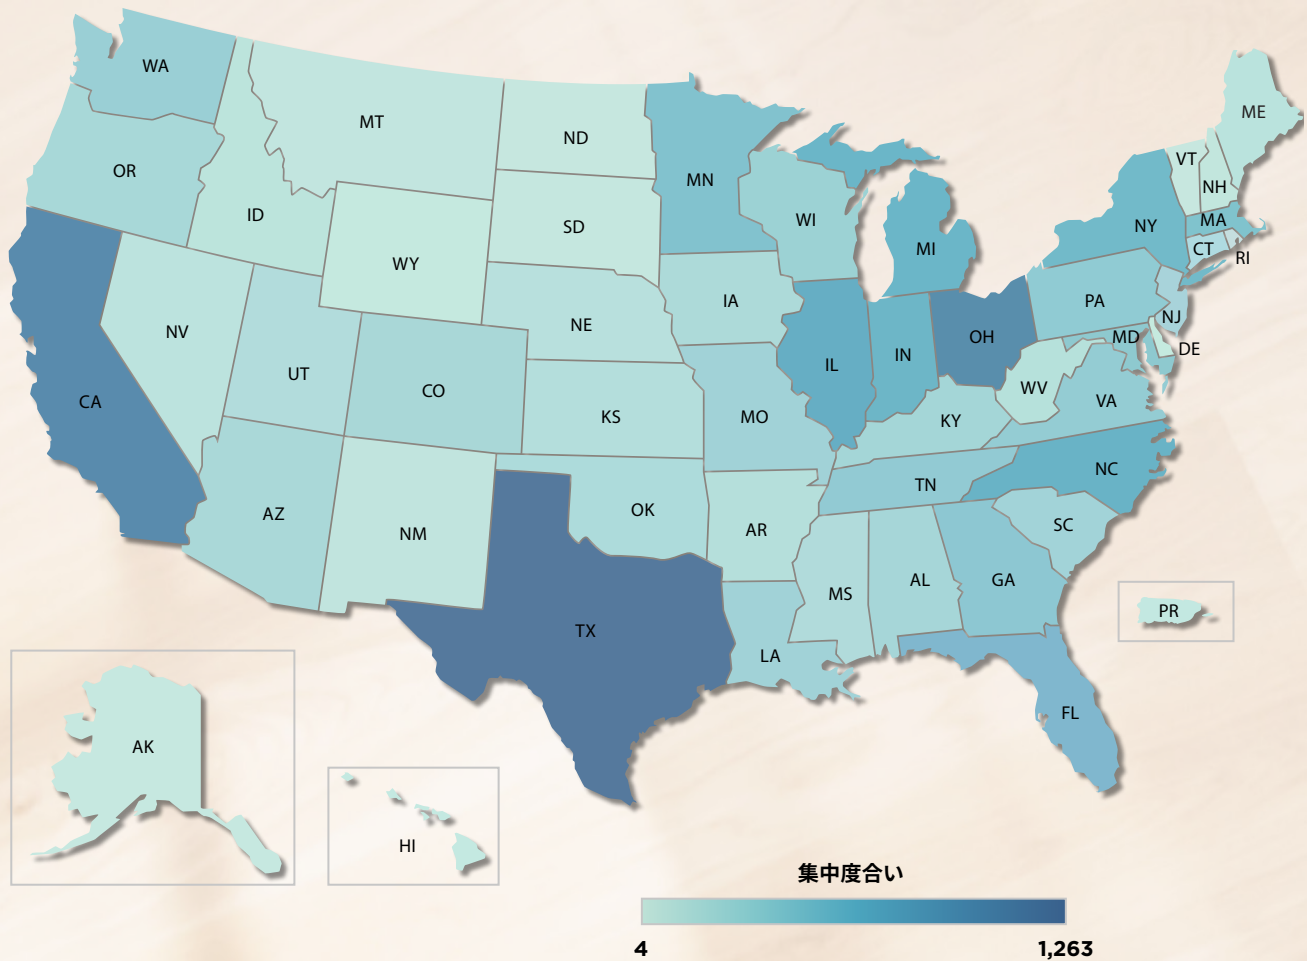 WA
MT
ND
ME
OR
MN
VT
NH
ID
SD
WI
NY
MA
MI
CT
RI
WY
IA
PA
NJ
NV
NE
OH
MD
DE
IL
IN
UT
CO
WV
CA
VA
KS
MO
KY
NC
TN
AZ
OK
SC
NM
AR
AL
GA
MS
PR
TX
LA
FL
AK
HI
集中度合い
4
1,263